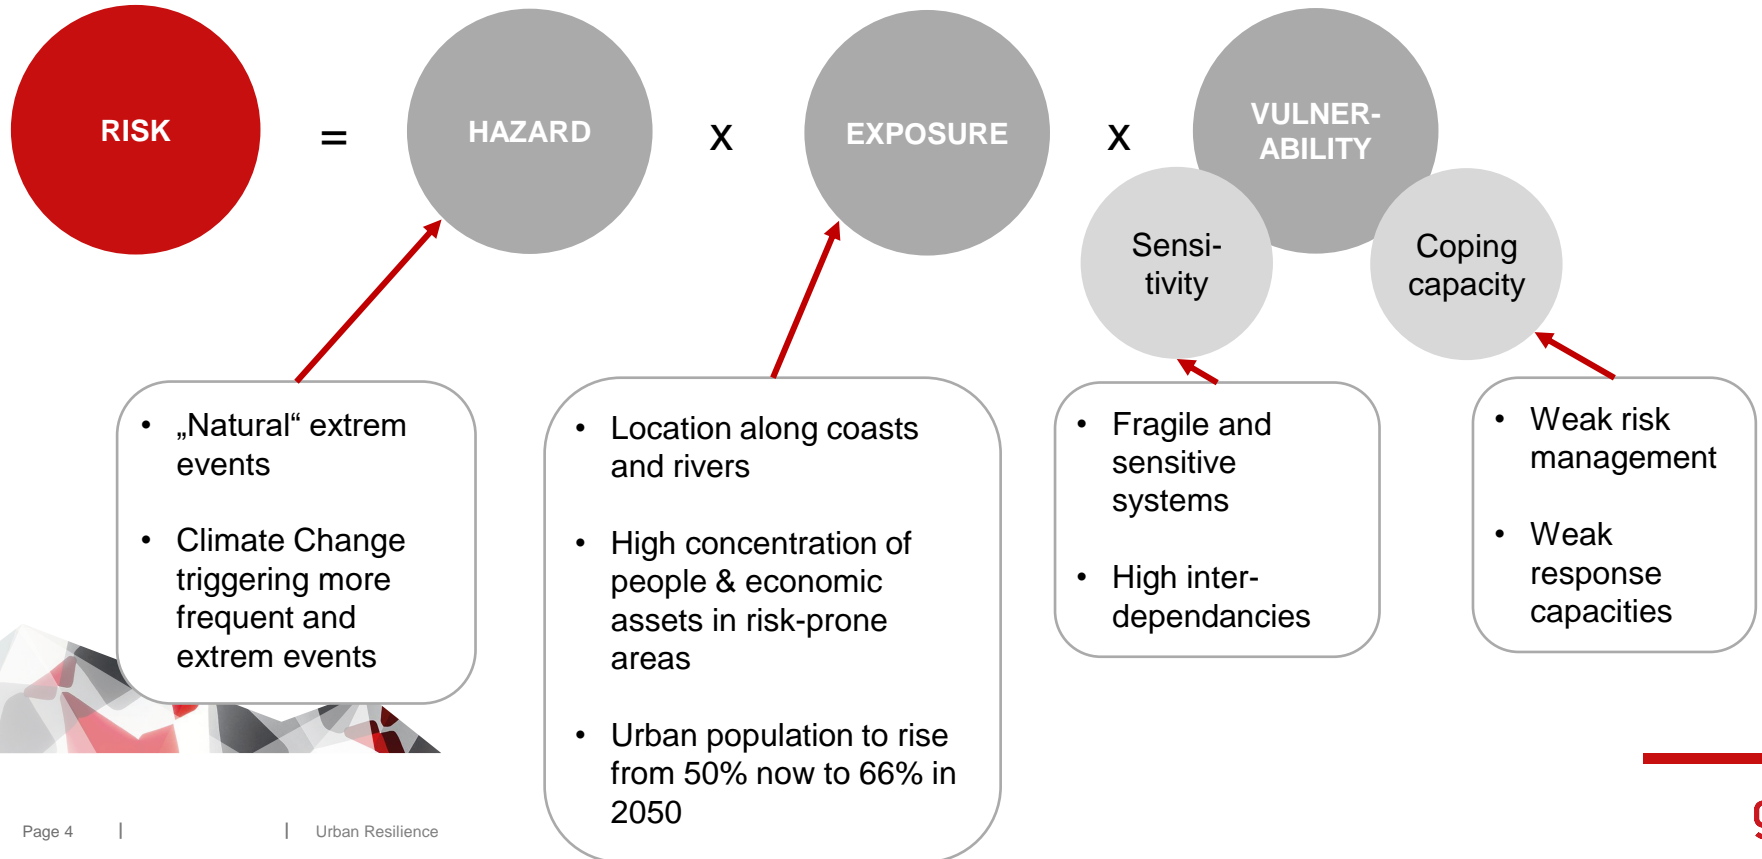 RISK
=
HAZARD
x
EXPOSURE
x
VULNER-
ABILITY
Sensi-
tivity
Coping
capacity
• „Natural“ extrem
events
• Climate Change
triggering more
frequent and
extrem events
• Location along coasts
and rivers
• High concentration of
people & economic
assets in risk-prone
areas
• Urban population to rise
from 50% now to 66% in
2050
• Fragile and
sensitive
systems
• High inter-
dependancies
• Weak risk
management
• Weak
response
capacities
Page 4 | | Urban Resilience